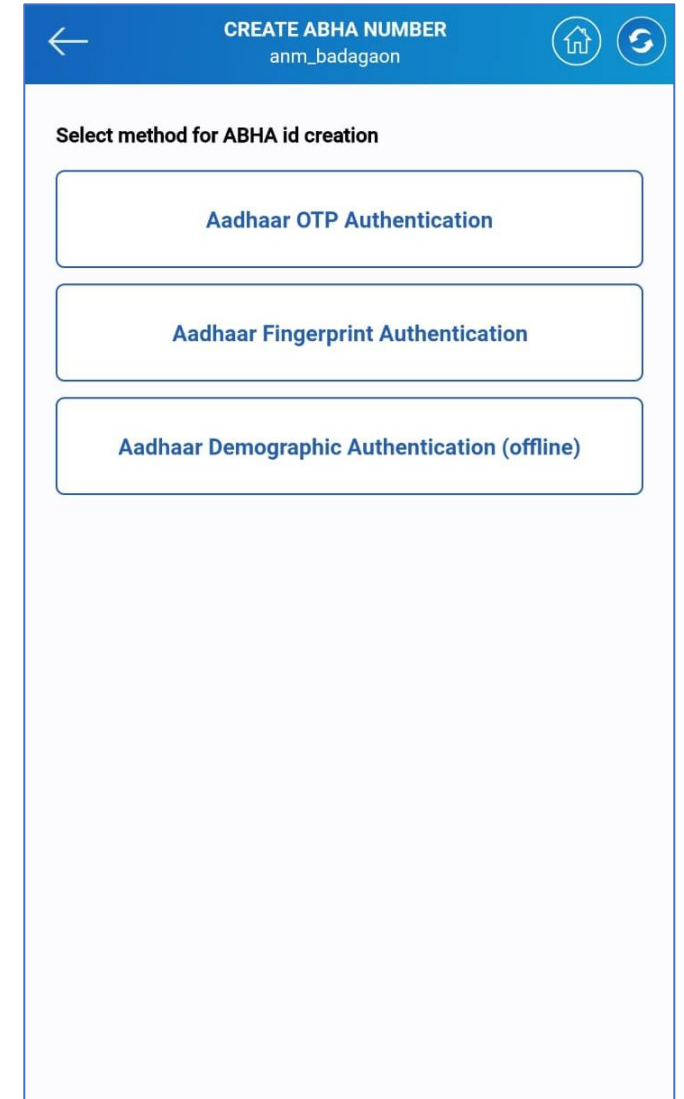 CREATE ABHA NUMBER
anm_badagaon
Select method for ABHA id creation
Aadhaar OTP Authentication
Aadhaar Fingerprint Authentication
Aadhaar Demographic Authentication (offline)